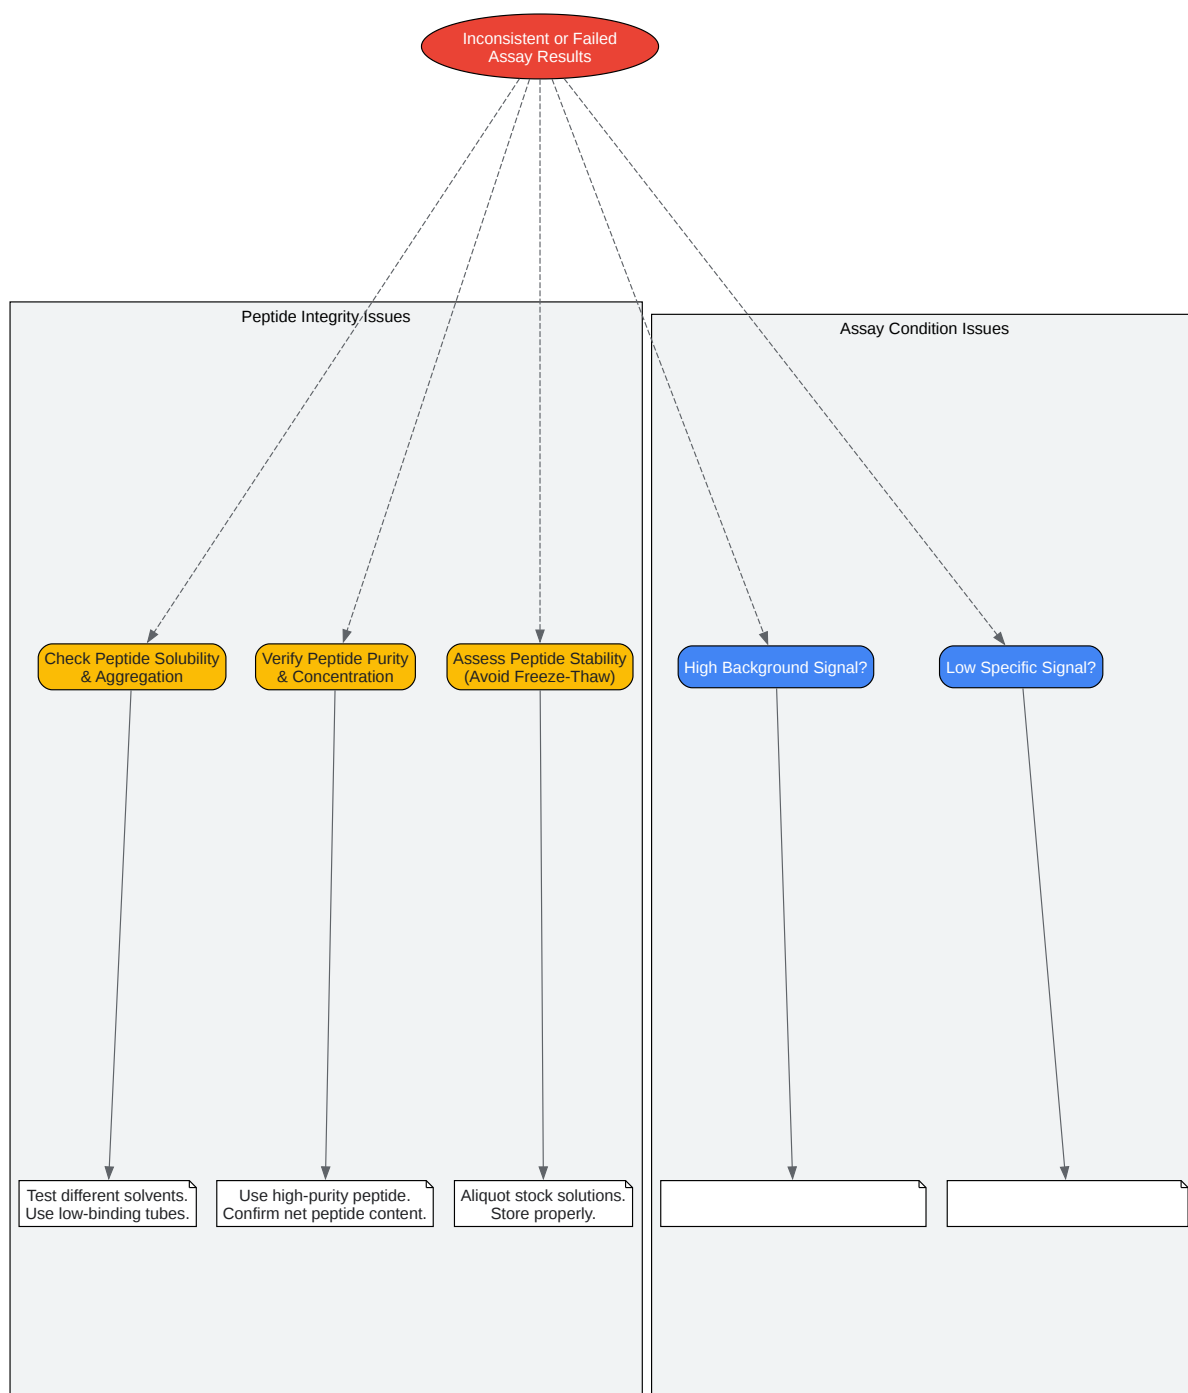 Inconsistent or Failed
Assay Results
Peptide Integrity Issues
Assay Condition Issues
Check Peptide Solubility
& Aggregation
Verify Peptide Purity
& Concentration
Assess Peptide Stability
(Avoid Freeze-Thaw)
High Background Signal?
Low Specific Signal?
Test different solvents.
Use low-binding tubes.
Use high-purity peptide.
Confirm net peptide content.
Aliquot stock solutions.
Store properly.